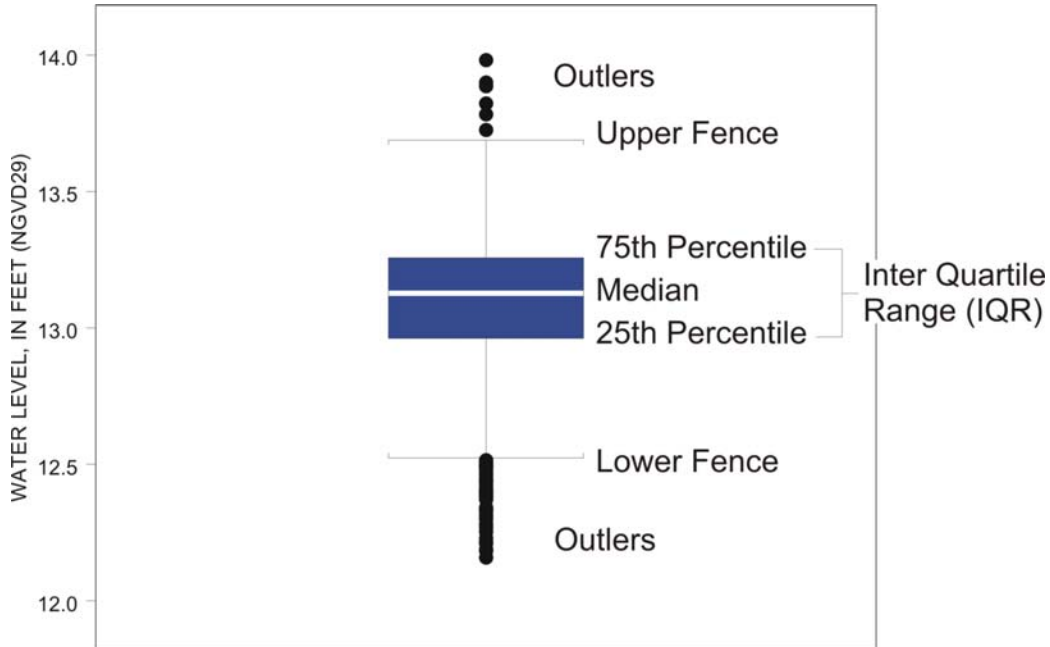 WATER LEVEL, IN FEET (NGVD29)
14.0
13.5
13.0
12.5
12.0
Outlers
Upper Fence
75th Percentile
Median
25th Percentile
Inter Quartile
Range (IQR)
Lower Fence
Outlers